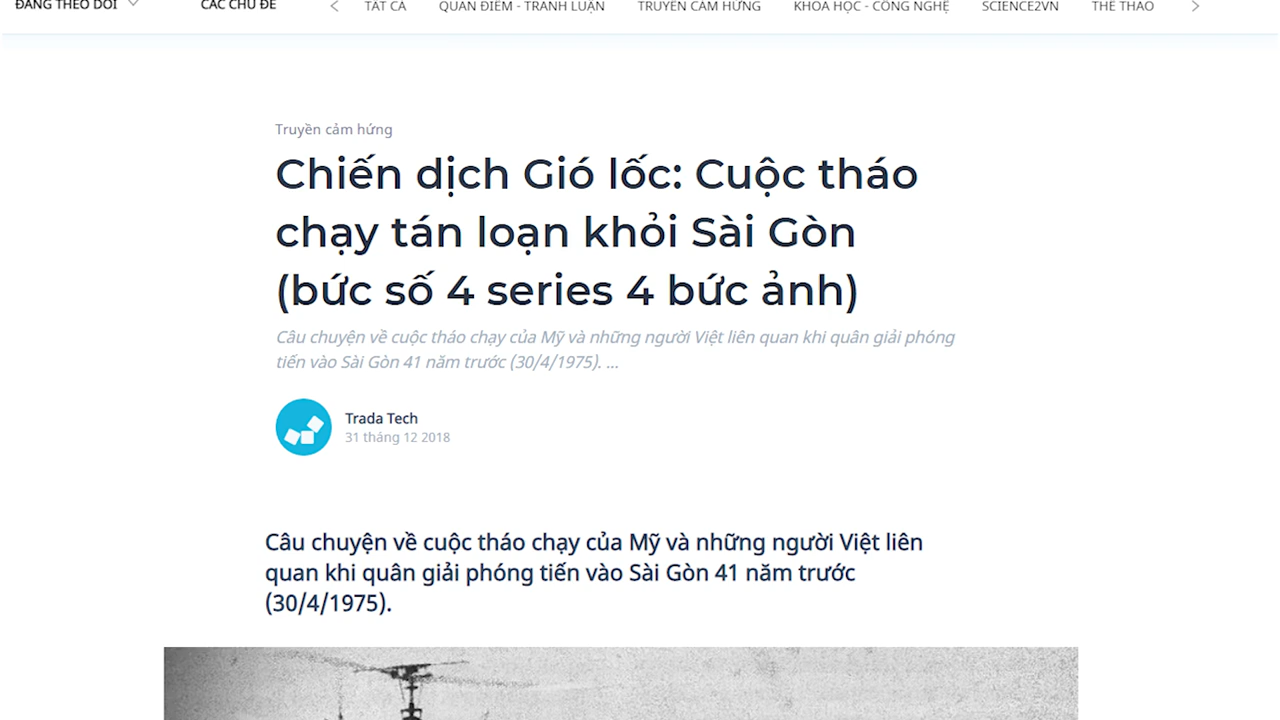 ĐANG THEO DÕI
CÁC CHỦ ĐỀ
TẤT CẢ
QUAN ĐIỂM - TRANH LUẬN
TRUYỀN CẢM HỨNG
KHOA HỌC - CÔNG NGHỆ
SCIENCE2VN
THỂ THAO
Truyền cảm hứng
Chiến dịch Gió lốc: Cuộc tháo
chạy tán loạn khỏi Sài Gòn
(bức số 4 series 4 bức ảnh)
Câu chuyện về cuộc tháo chạy của Mỹ và những người Việt liên quan khi quân giải phóng
tiến vào Sài Gòn 41 năm trước (30/4/1975). ...
Trada Tech
31 tháng 12 2018
Câu chuyện về cuộc tháo chạy của Mỹ và những người Việt liên
quan khi quân giải phóng tiến vào Sài Gòn 41 năm trước
(30/4/1975).